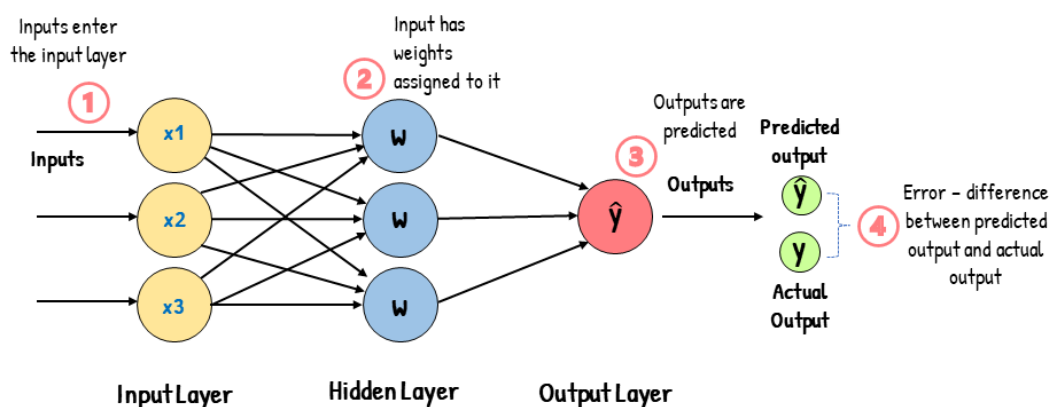 Inputs enter
the input layer
1
Inputs
x1
x2
x3
Input Layer
2
Input has
weights
assigned to it
w
w
w
Hidden Layer
3
Outputs are
predicted
ŷ
Outputs
Output Layer
Predicted
output
ŷ
y
Actual
Output
4
Error – difference
between predicted
output and actual
output